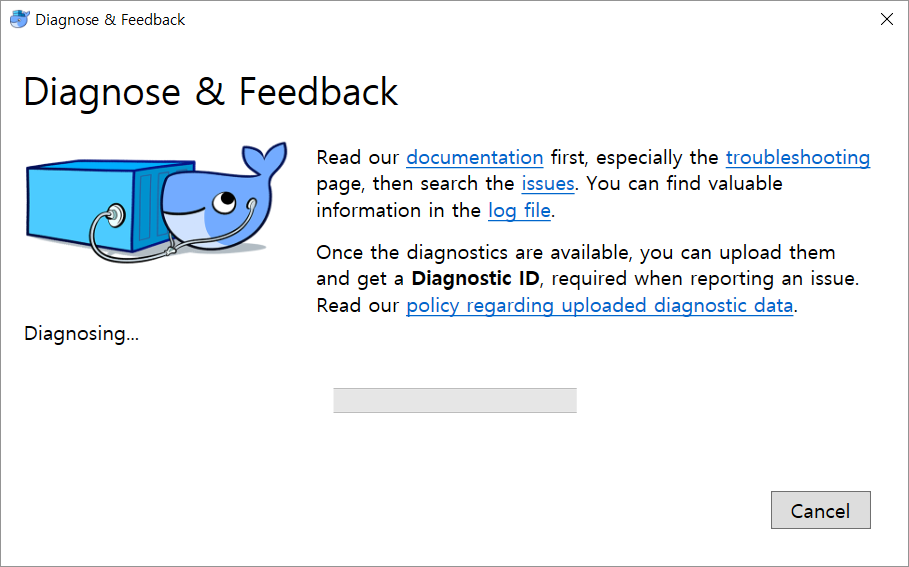 Diagnose & Feedback
Diagnose & Feedback
Read our documentation first, especially the troubleshooting
page, then search the issues. You can find valuable
information in the log file.
Once the diagnostics are available, you can upload them
and get a Diagnostic ID, required when reporting an issue.
Read our policy regarding uploaded diagnostic data.
Diagnosing...
Cancel